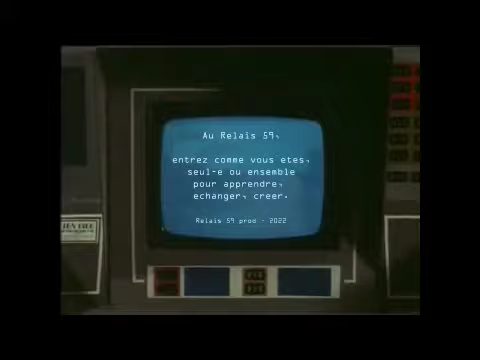 Au Relais 59,
entrez comme vous etes,
seul-e ou ensemble
pour apprendre,
echanger, creer.
Relais 59 prod - 2022